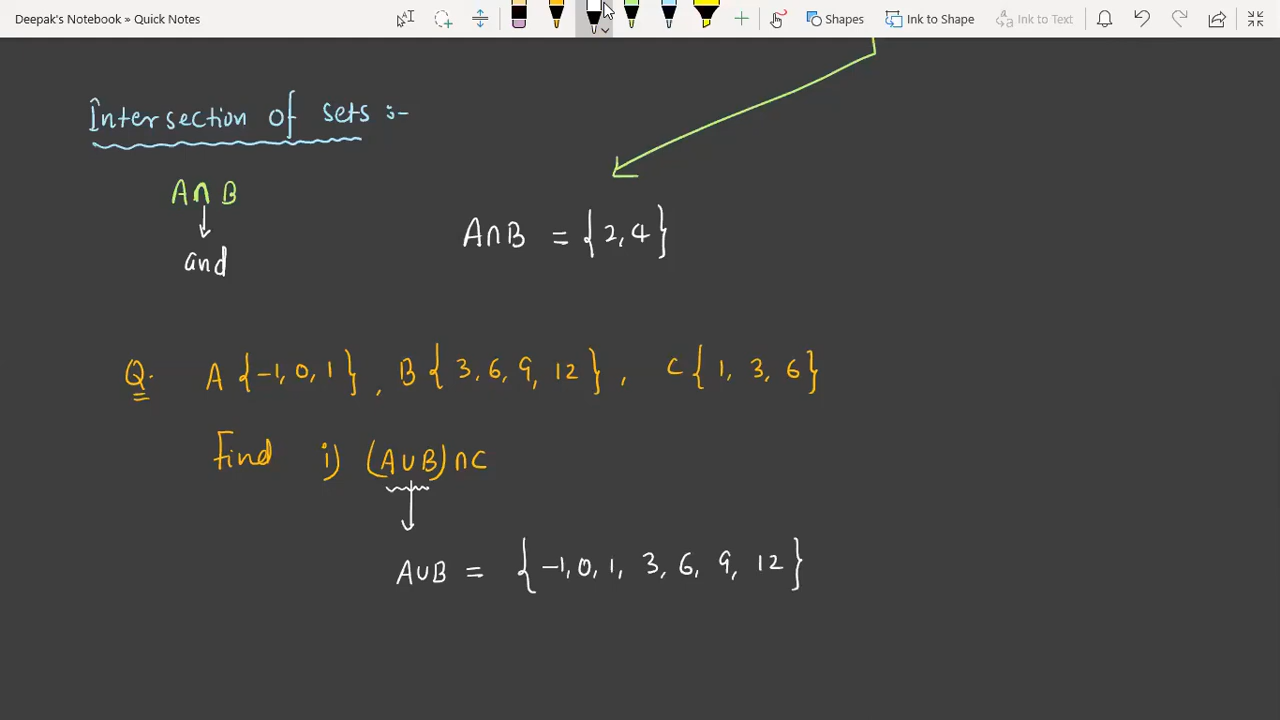 Deepak's Notebook » Quick Notes
Shapes
Ink to Shape
Ink to Text
Intersection of sets :-
A∩B
and
A∩B = {2,4}
Q. A {-1, 0, 1}, B {3, 6, 9, 12}, C {1, 3, 6}
Find i) (A∪B)∩C
A∪B = {-1, 0, 1, 3, 6, 9, 12}